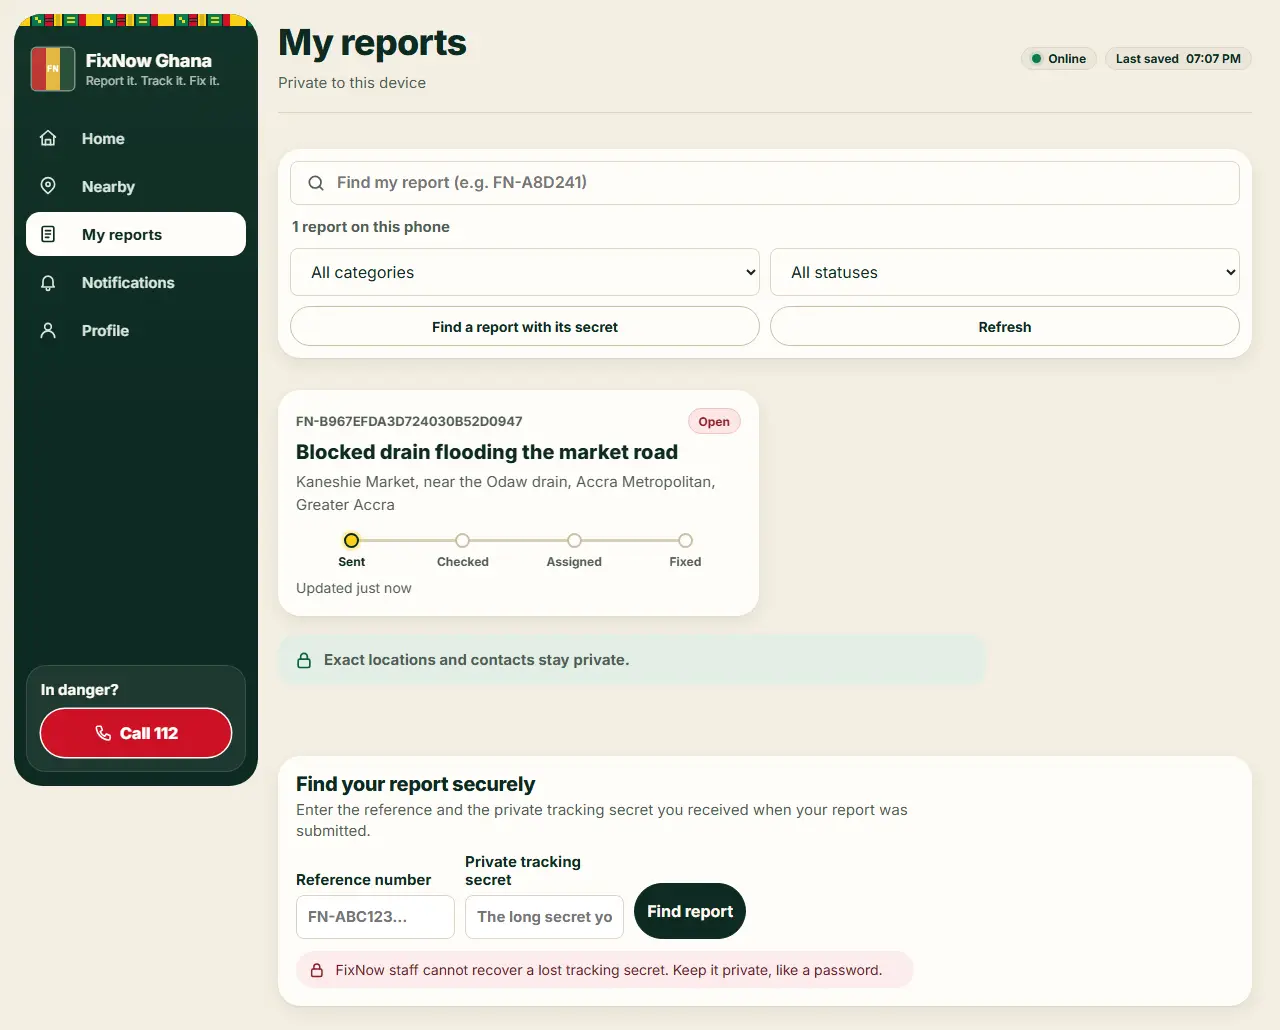 FN
FixNow Ghana
Report it. Track it. Fix it.
Home
Nearby
My reports
Notifications
Profile
In danger?
Call 112
My reports
Private to this device
Online
Last saved 07:07 PM
Find my report (e.g. FN-A8D241)
1 report on this phone
All categories
All statuses
Find a report with its secret
Refresh
FN-B967EFDA3D724030B52D0947
Open
Blocked drain flooding the market road
Kaneshie Market, near the Odaw drain, Accra Metropolitan,
Greater Accra
Sent
Checked
Assigned
Fixed
Updated just now
Exact locations and contacts stay private.
Find your report securely
Enter the reference and the private tracking secret you received when your report was
submitted.
Reference number
Private tracking
secret
FN-ABC123...
The long secret yo
Find report
FixNow staff cannot recover a lost tracking secret. Keep it private, like a password.